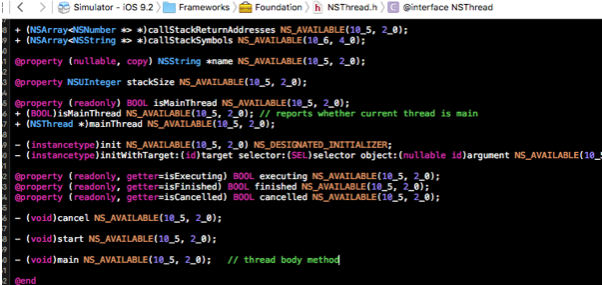 Simulator - iOS 9.2 Frameworks Foundation NSThread.h @interface NSThread
+ (NSArray<NSNumber *> *)callStackReturnAddresses NS_AVAILABLE(10_5, 2_0);
+ (NSArray<NSString *> *)callStackSymbols NS_AVAILABLE(10_6, 4_0);
@property (nullable, copy) NSString *name NS_AVAILABLE(10_5, 2_0);
@property NSUInteger stackSize NS_AVAILABLE(10_5, 2_0);
@property (readonly) BOOL isMainThread NS_AVAILABLE(10_5, 2_0);
+ (BOOL)isMainThread NS_AVAILABLE(10_5, 2_0); // reports whether current thread is main
+ (NSThread *)mainThread NS_AVAILABLE(10_5, 2_0);
- (instancetype)init NS_AVAILABLE(10_5, 2_0) NS_DESIGNATED_INITIALIZER;
- (instancetype)initWithTarget:(id)target selector:(SEL)selector object:(nullable id)argument NS_AVAILABLE(10_5
@property (readonly, getter=isExecuting) BOOL executing NS_AVAILABLE(10_5, 2_0);
@property (readonly, getter=isFinished) BOOL finished NS_AVAILABLE(10_5, 2_0);
@property (readonly, getter=isCancelled) BOOL cancelled NS_AVAILABLE(10_5, 2_0);
- (void)cancel NS_AVAILABLE(10_5, 2_0);
- (void)start NS_AVAILABLE(10_5, 2_0);
- (void)main NS_AVAILABLE(10_5, 2_0); // thread body method
@end